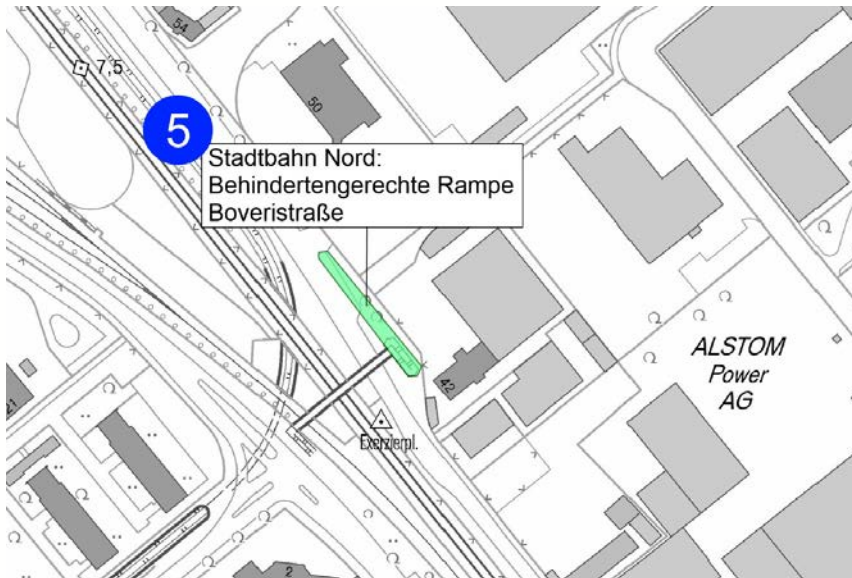 54
7,5
50
5
Stadtbahn Nord:
Behindertengerechte Rampe
Boveristraße
ALSTOM
Power
AG
42
21
Exerzierpl.
2